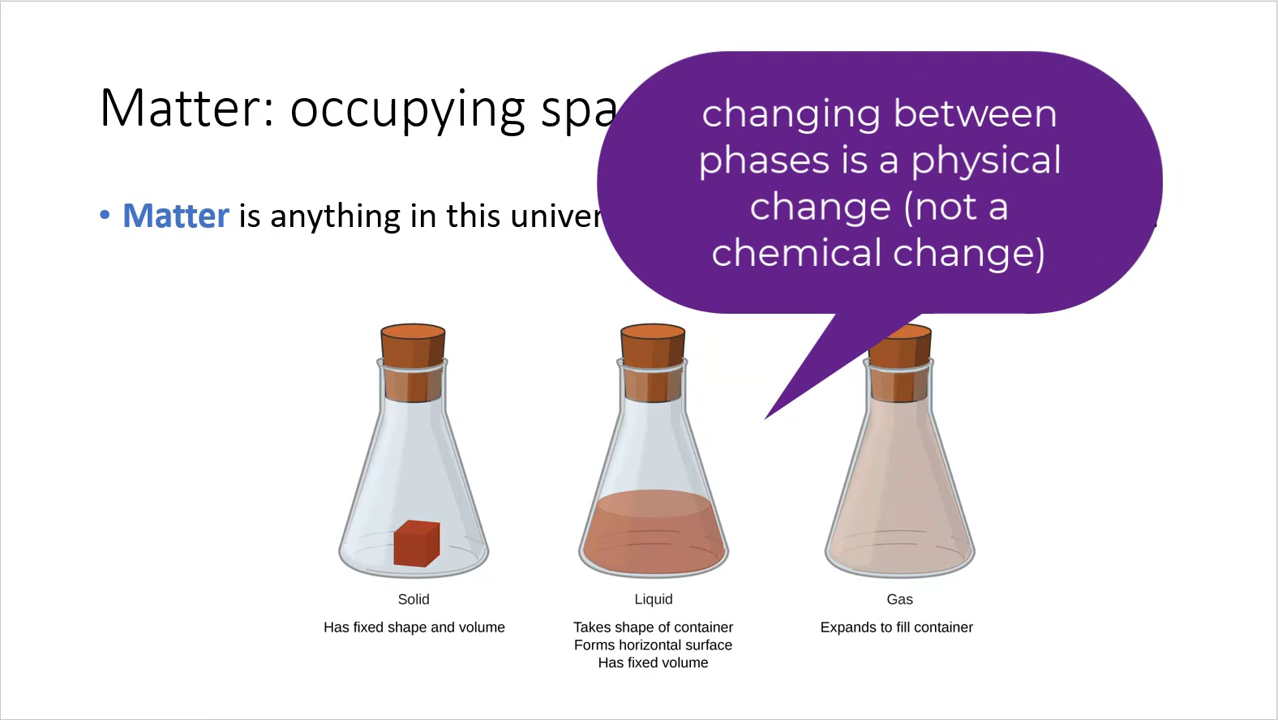 Matter: occupying spa
changing between
phases is a physical
change (not a
chemical change)
• Matter is anything in this univer
Solid
Has fixed shape and volume
Liquid
Takes shape of container
Forms horizontal surface
Has fixed volume
Gas
Expands to fill container